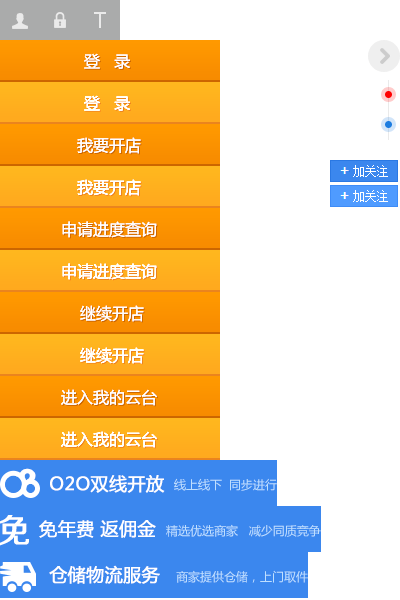 T
登 录
登 录
我要开店
+ 加关注
我要开店
+ 加关注
申请进度查询
申请进度查询
继续开店
继续开店
进入我的云台
进入我的云台
O2O双线开放 线上线下 同步进行
免 免年费 返佣金 精选优选商家 减少同质竞争
仓储物流服务 商家提供仓储，上门取件